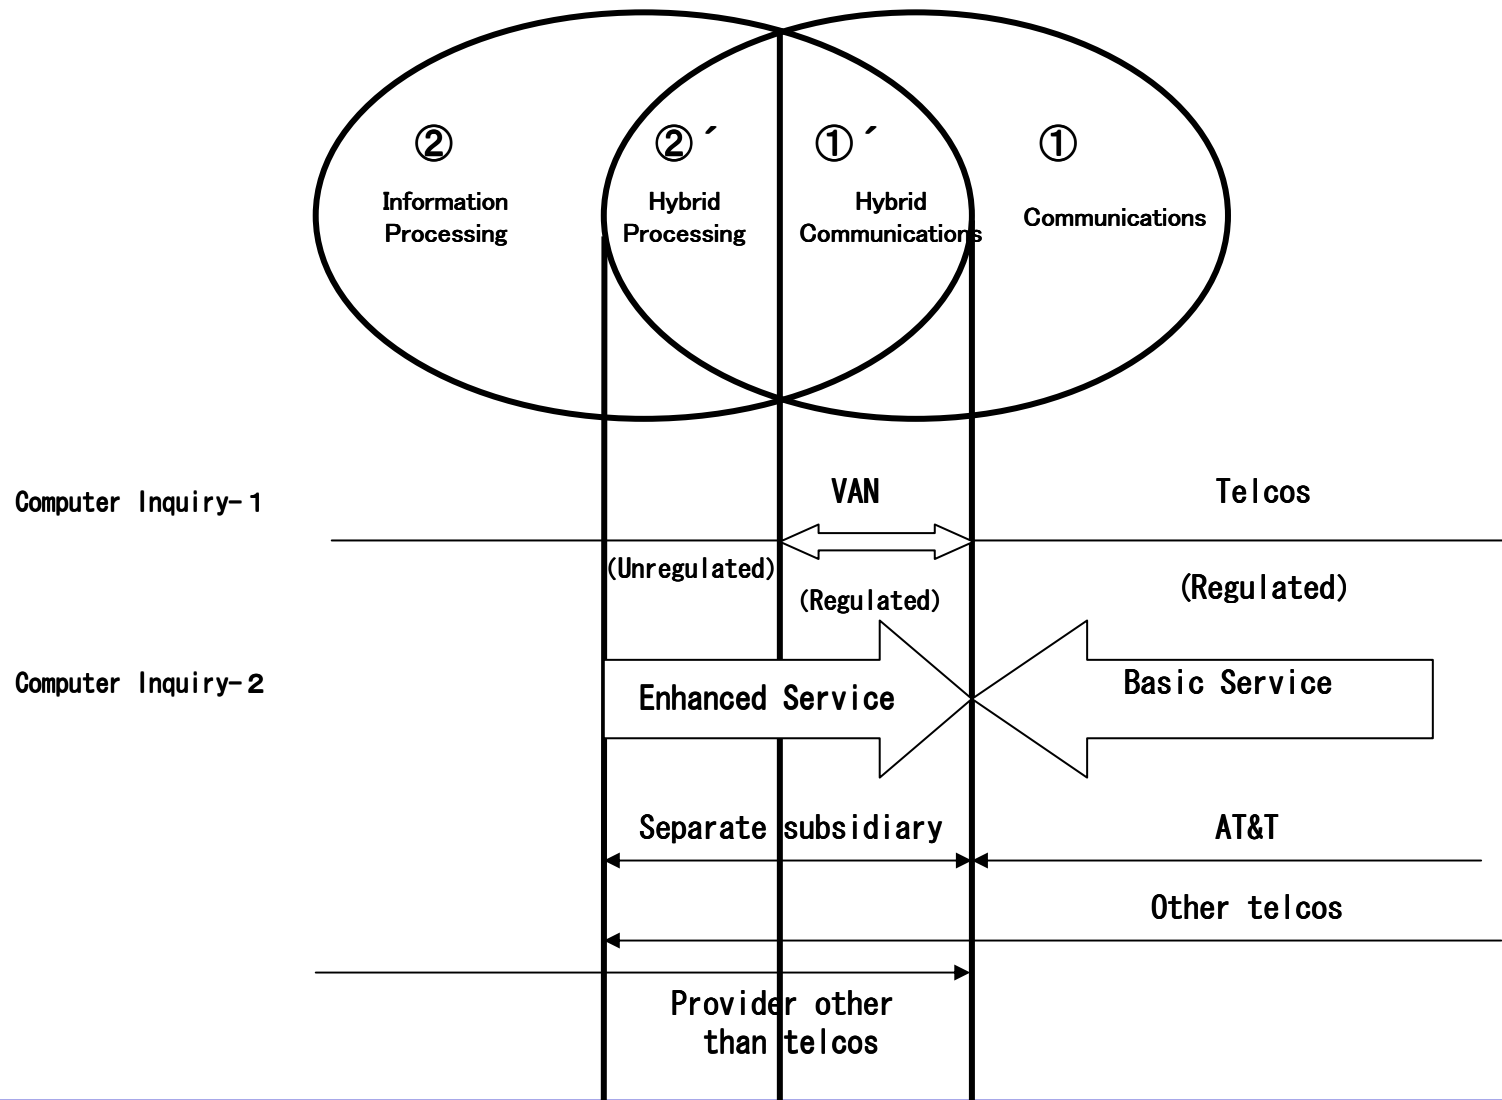 ② ②´ ①´ ①
Information
Processing
Hybrid
Processing
Hybrid
Communications
Communications
Computer Inquiry-1
VAN
Telcos
(Unregulated)
(Regulated)
(Regulated)
Computer Inquiry-2
Enhanced Service
Basic Service
Separate subsidiary
AT&T
Other telcos
Provider other
than telcos